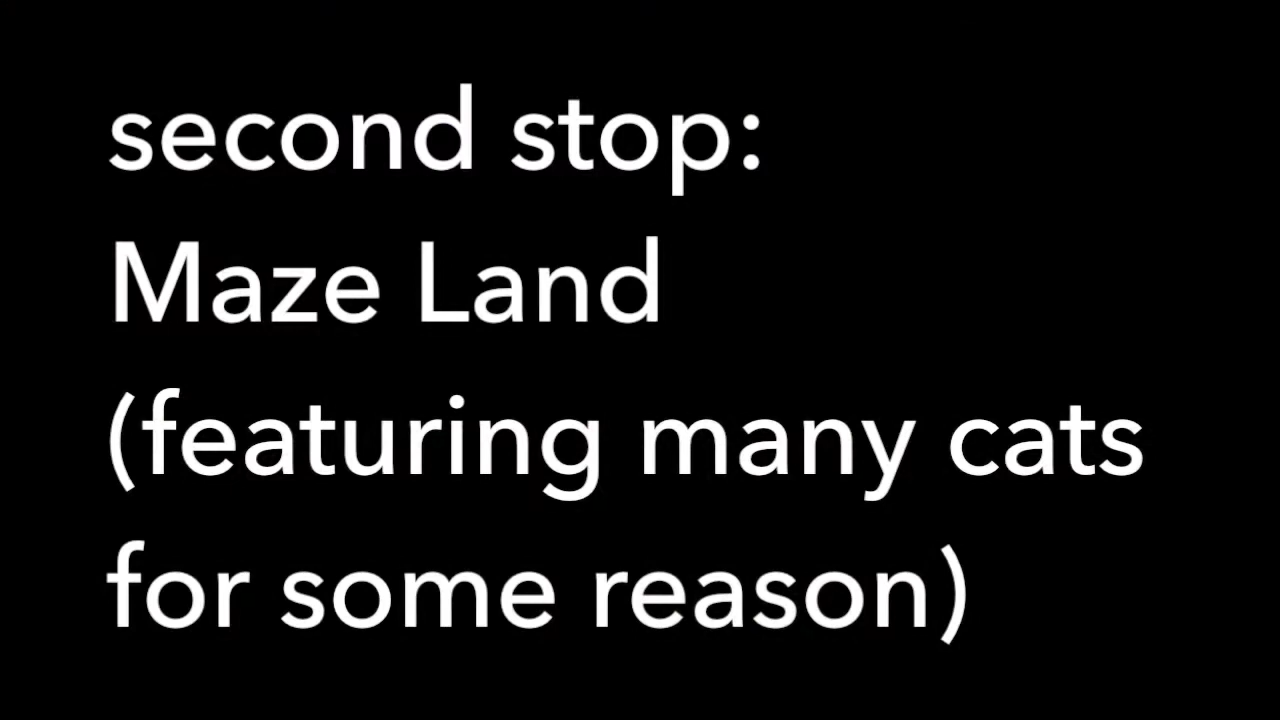 second stop:
Maze Land
(featuring many cats
for some reason)